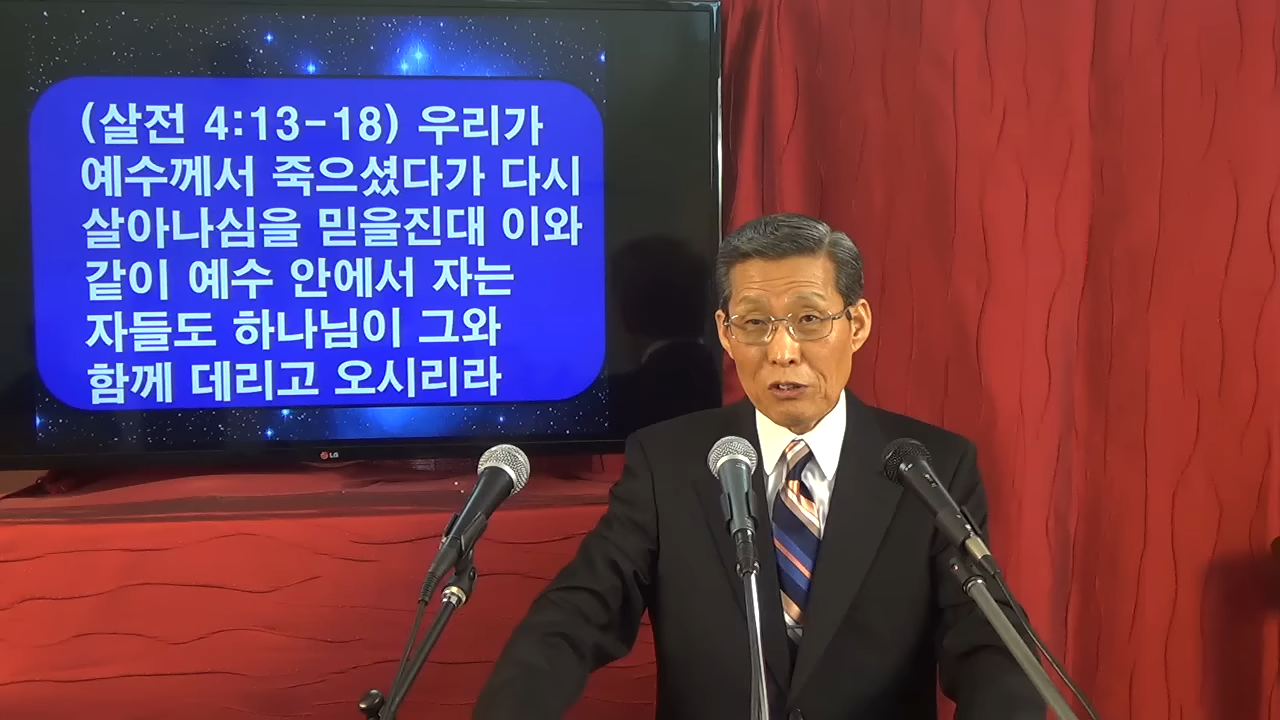 (살전 4:13-18) 우리가
예수께서 죽으셨다가 다시
살아나심을 믿을진대 이와
같이 예수 안에서 자는
자들도 하나님이 그와
함께 데리고 오시리라
LG